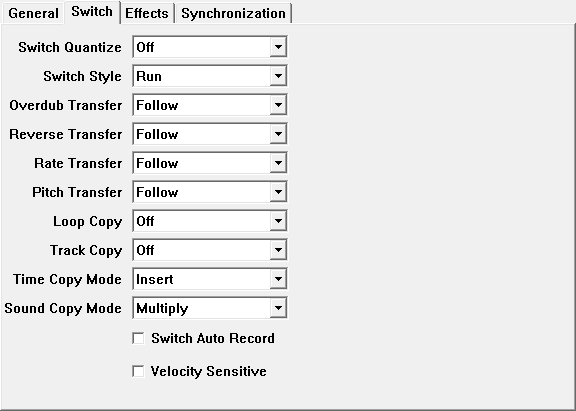 General Switch Effects Synchronization
Switch Quantize Off
Switch Style Run
Overdub Transfer Follow
Reverse Transfer Follow
Rate Transfer Follow
Pitch Transfer Follow
Loop Copy Off
Track Copy Off
Time Copy Mode Insert
Sound Copy Mode Multiply
Switch Auto Record
Velocity Sensitive